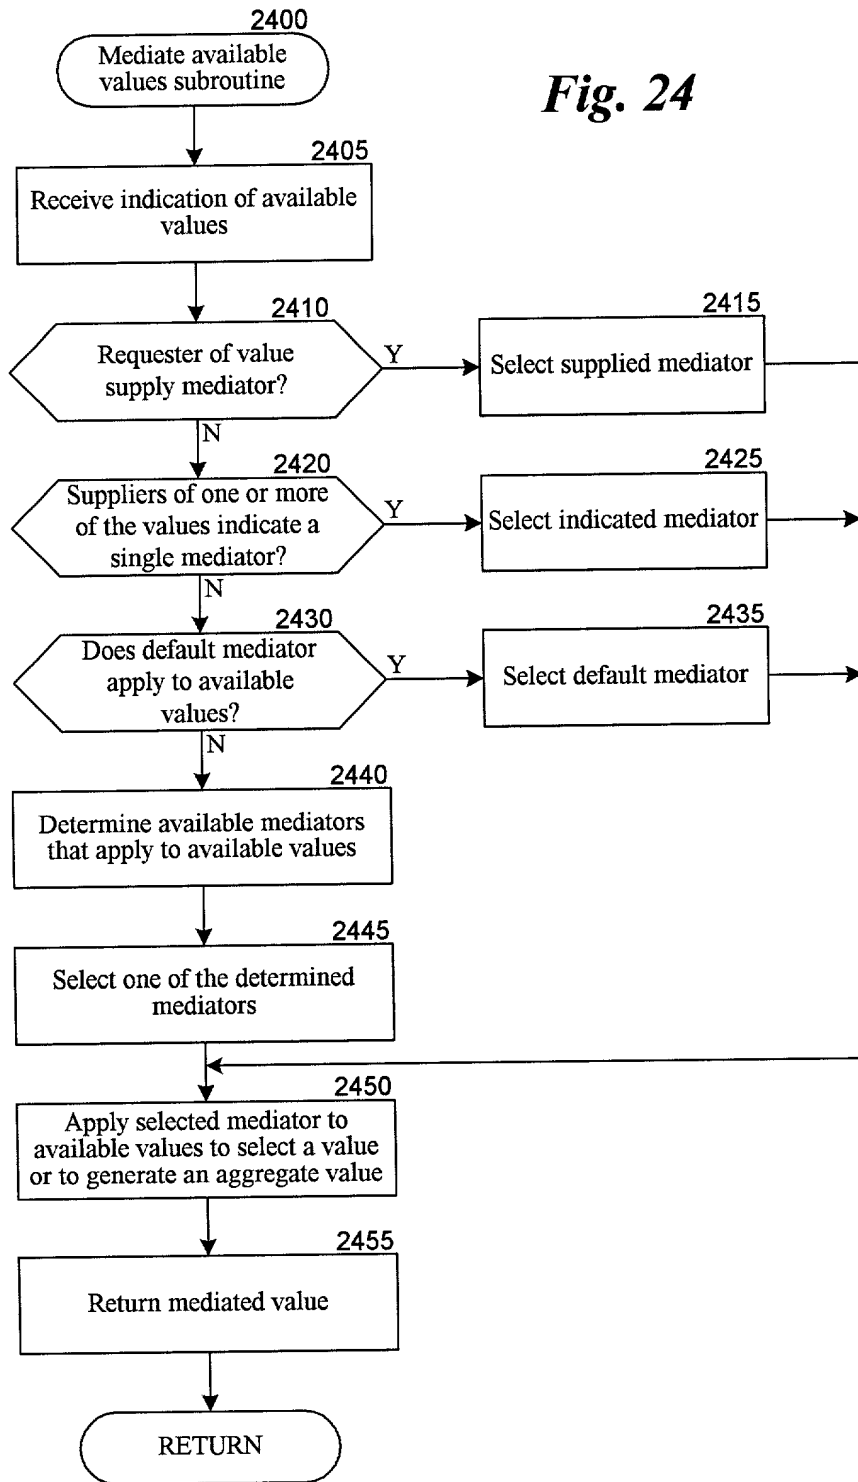 2400
Mediate available
values subroutine
Fig. 24
2405
Receive indication of available
values
2410
Requester of value
supply mediator?
Y
2415
Select supplied mediator
N
2420
Suppliers of one or more
of the values indicate a
single mediator?
Y
2425
Select indicated mediator
N
2430
Does default mediator
apply to available
values?
Y
2435
Select default mediator
N
2440
Determine available mediators
that apply to available values
2445
Select one of the determined
mediators
2450
Apply selected mediator to
available values to select a value
or to generate an aggregate value
2455
Return mediated value
RETURN